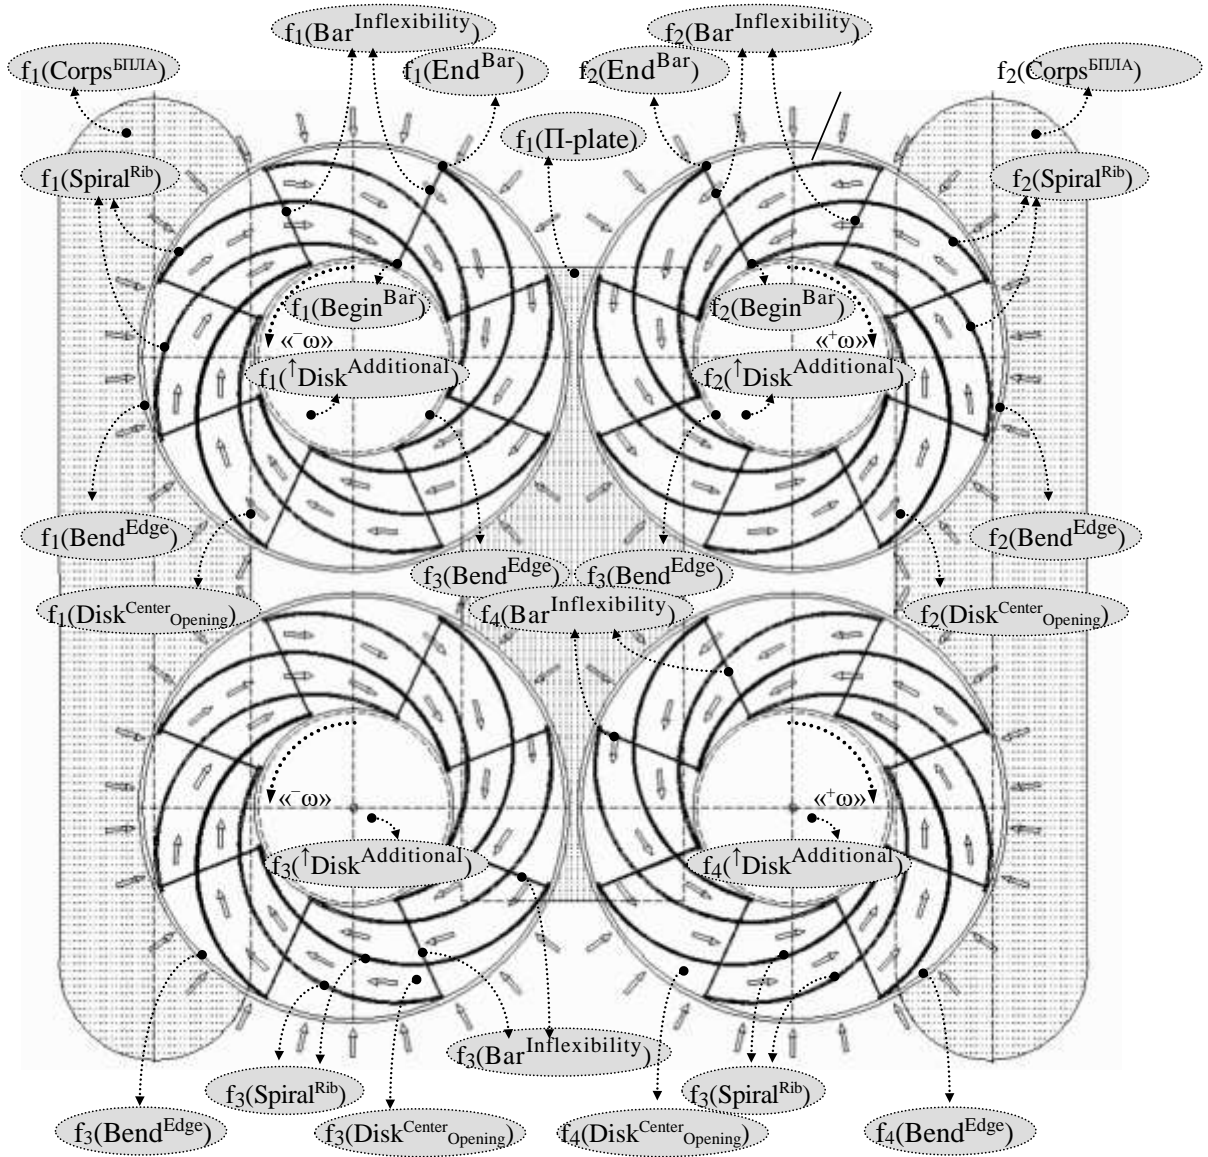 f₁(Bar^Inflexibility) f₂(Bar^Inflexibility)
f₁(Corps^БПЛА) f₁(End^Bar) f₂(End^Bar) f₂(Corps^БПЛА)
f₁(П-plate)
f₁(Spiral^Rib) f₂(Spiral^Rib)
f₁(Begin^Bar) f₂(Begin^Bar)
«⁻ω» «⁺ω»
f₁(↑Disk^Additional) f₂(↑Disk^Additional)
f₁(Bend^Edge) f₂(Bend^Edge)
f₃(Bend^Edge) f₃(Bend^Edge)
f₁(Disk^Center_Opening) f₄(Bar^Inflexibility) f₂(Disk^Center_Opening)
«⁻ω» «⁺ω»
f₃(↑Disk^Additional) f₄(↑Disk^Additional)
f₃(Bar^Inflexibility)
f₃(Spiral^Rib) f₃(Spiral^Rib)
f₃(Bend^Edge) f₃(Disk^Center_Opening) f₄(Disk^Center_Opening) f₄(Bend^Edge)